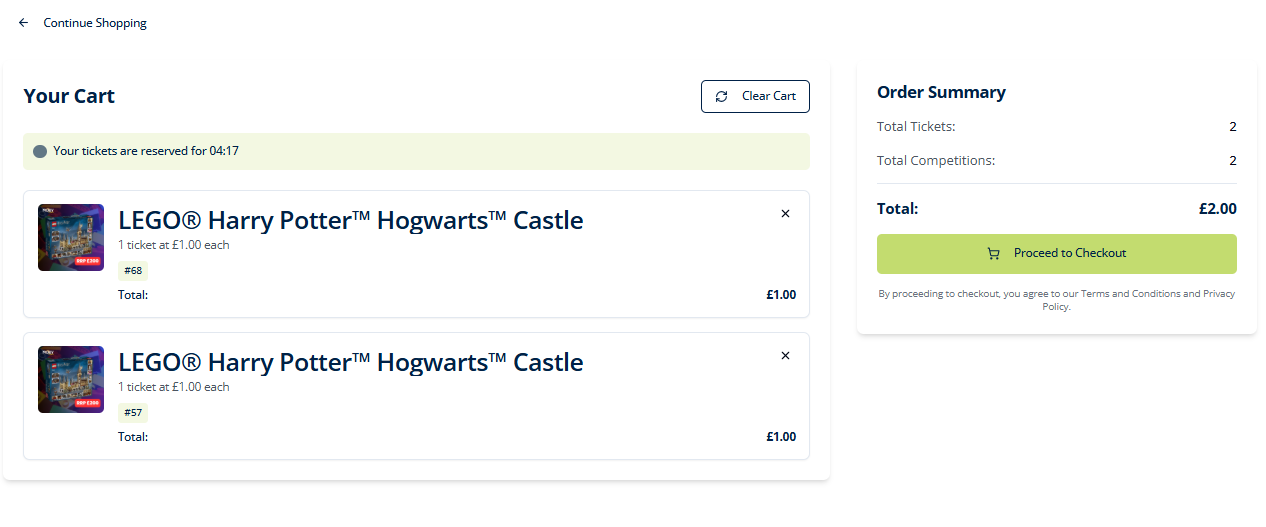 Continue Shopping
Your Cart
Clear Cart
Your tickets are reserved for 04:17
LEGO® Harry Potter™ Hogwarts™ Castle
1 ticket at £1.00 each
#68
Total: £1.00
LEGO® Harry Potter™ Hogwarts™ Castle
1 ticket at £1.00 each
#57
Total: £1.00
Order Summary
Total Tickets: 2
Total Competitions: 2
Total: £2.00
Proceed to Checkout
By proceeding to checkout, you agree to our Terms and Conditions and Privacy
Policy.